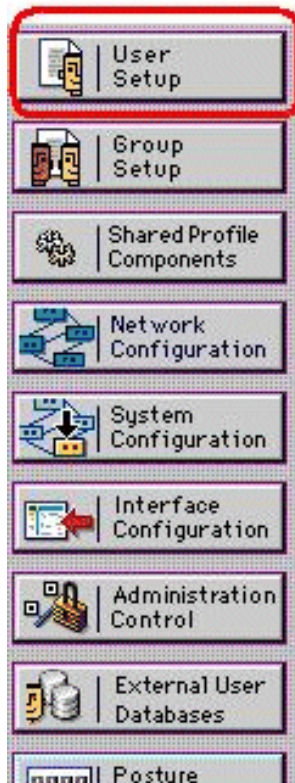 User
Setup
Group
Setup
Shared Profile
Components
Network
Configuration
System
Configuration
Interface
Configuration
Administration
Control
External User
Databases
Posture